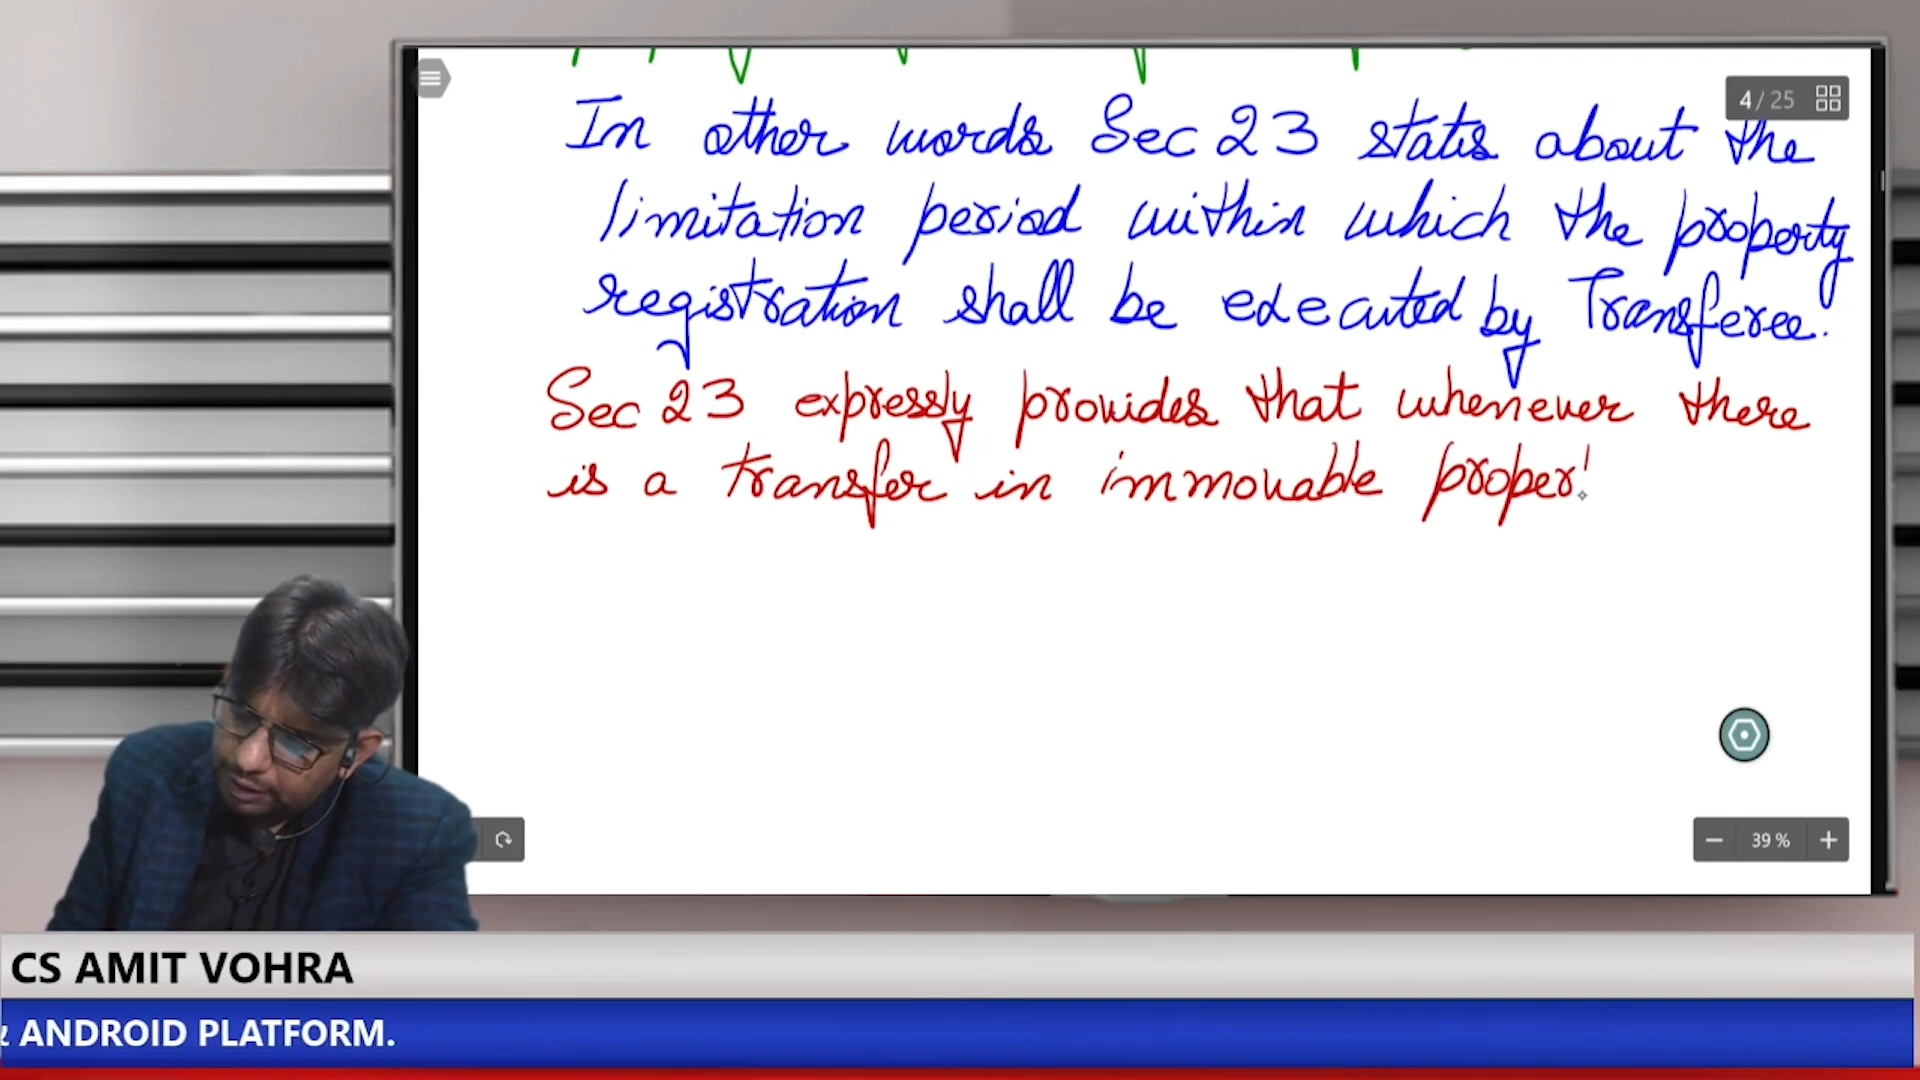 4 / 25
In other words Sec 23 states about the
limitation period within which the property
registration shall be executed by Transferee.
Sec 23 expressly provides that whenever there
is a transfer in immovable proper
39 %
CS AMIT VOHRA
& ANDROID PLATFORM.